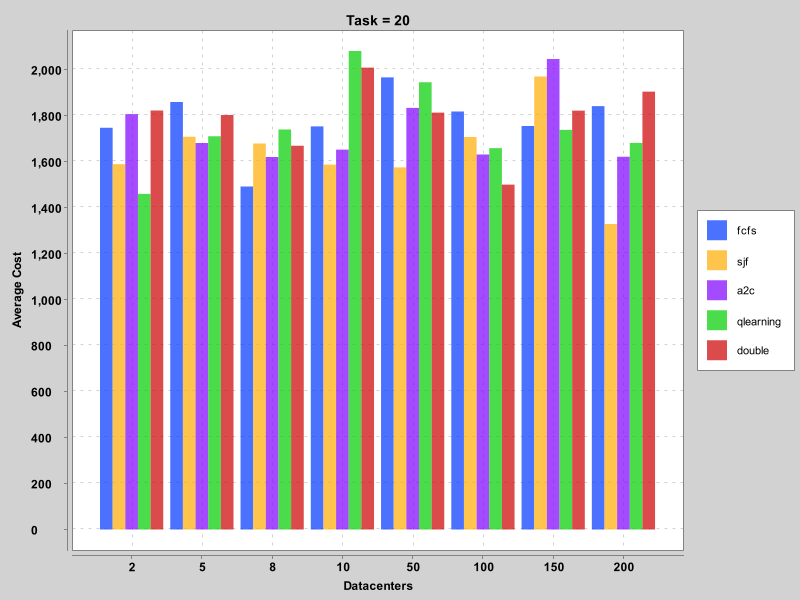 Task = 20
Average Cost
2,000
1,800
1,600
1,400
1,200
1,000
800
600
400
200
0
2 5 8 10 50 100 150 200
Datacenters
fcfs
sjf
a2c
qlearning
double